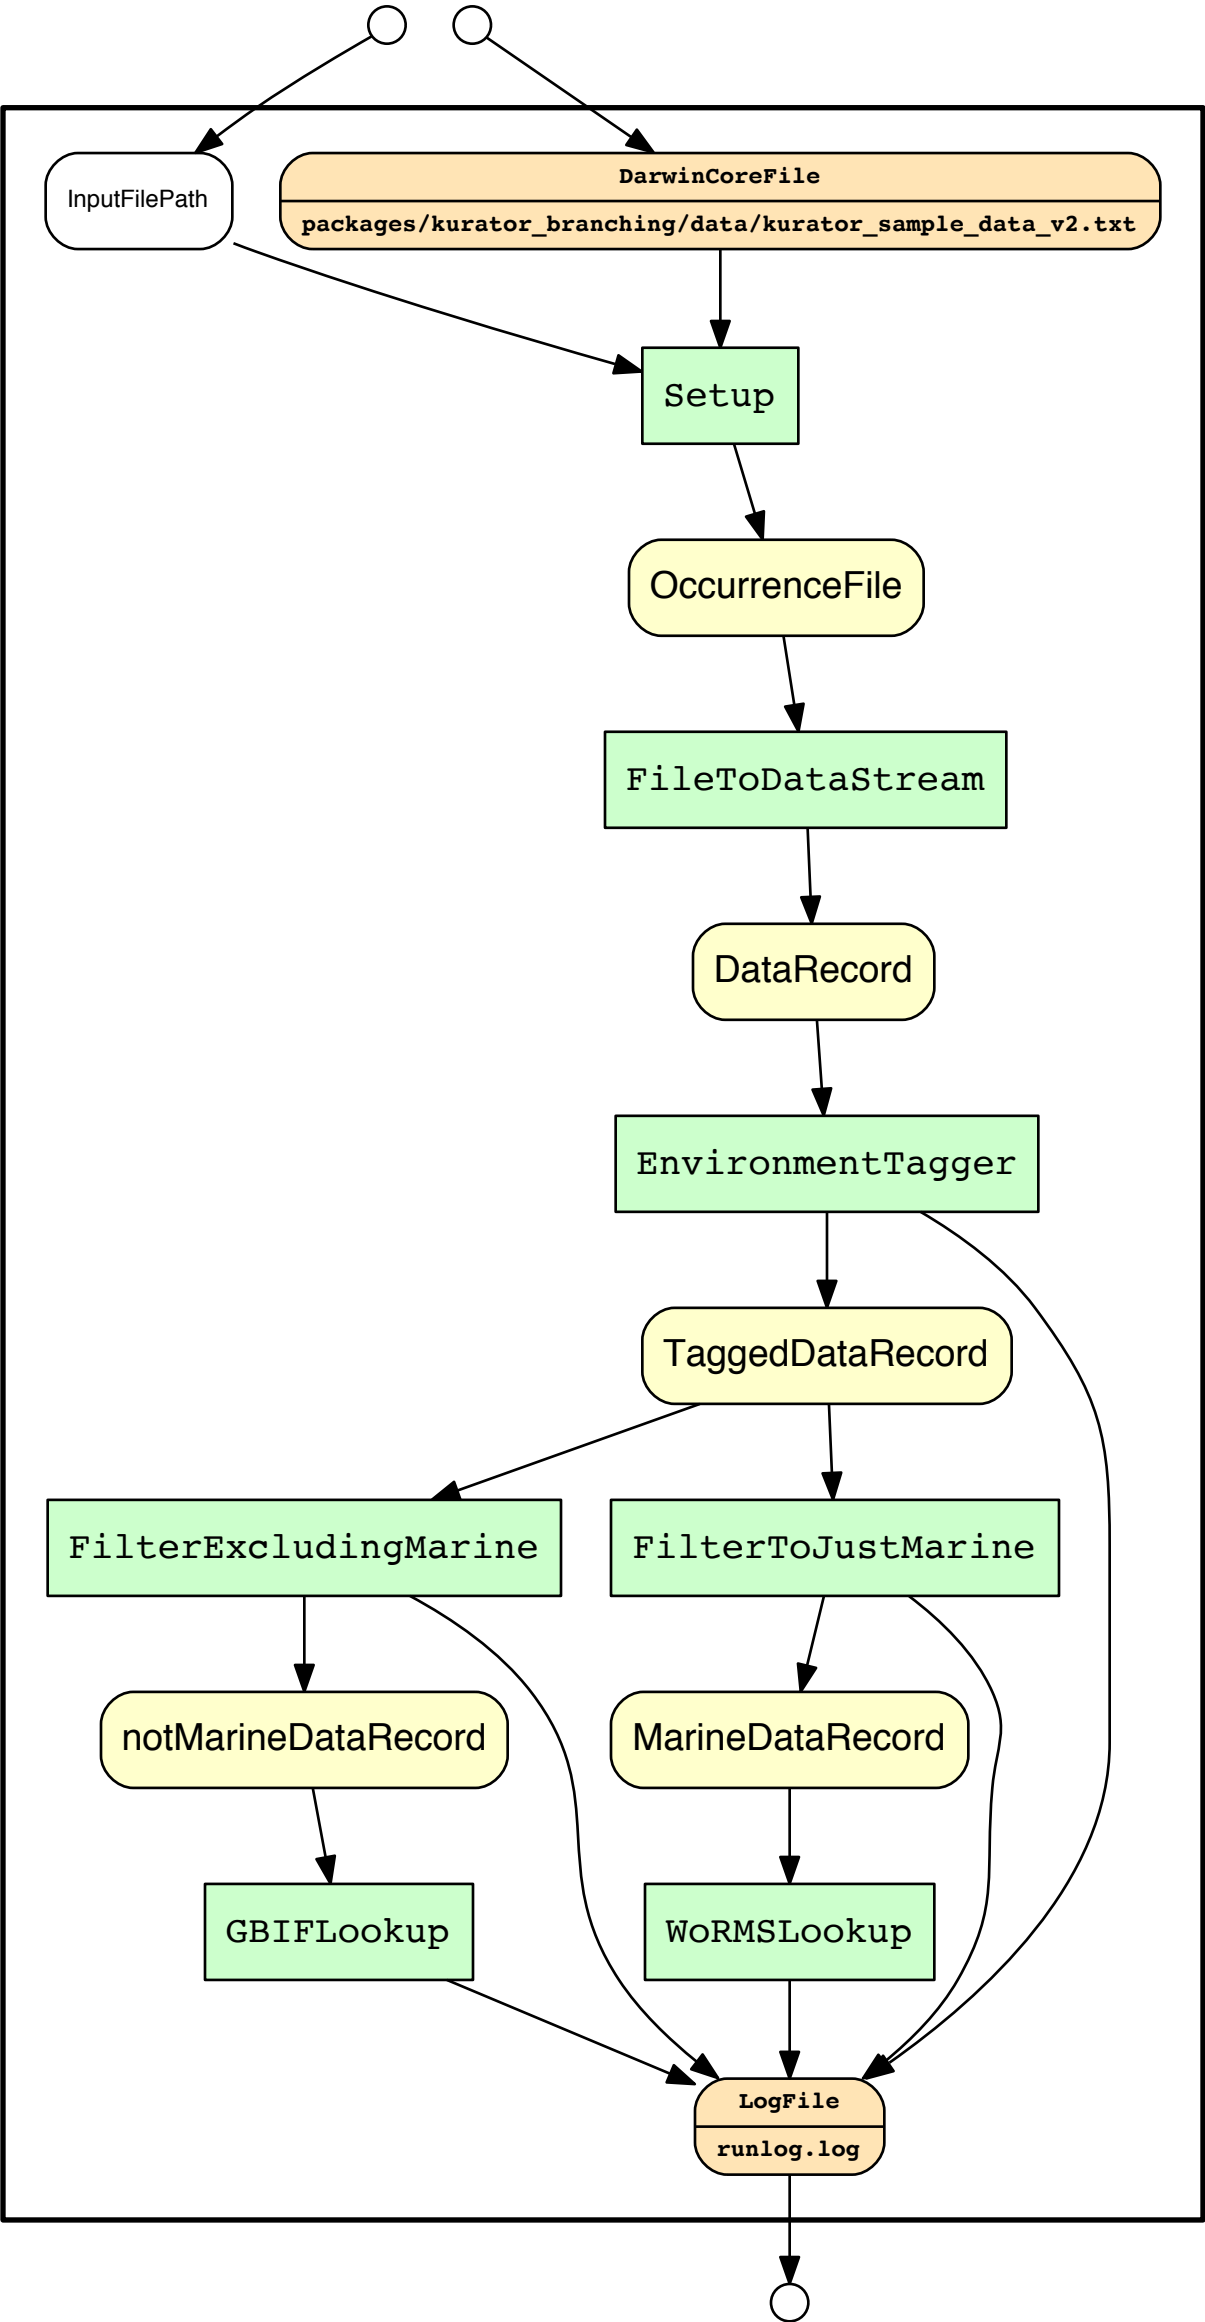 InputFilePath
DarwinCoreFile
packages/kurator_branching/data/kurator_sample_data_v2.txt
Setup
OccurrenceFile
FileToDataStream
DataRecord
EnvironmentTagger
TaggedDataRecord
FilterExcludingMarine
FilterToJustMarine
notMarineDataRecord
MarineDataRecord
GBIFLookup
WoRMSLookup
LogFile
runlog.log